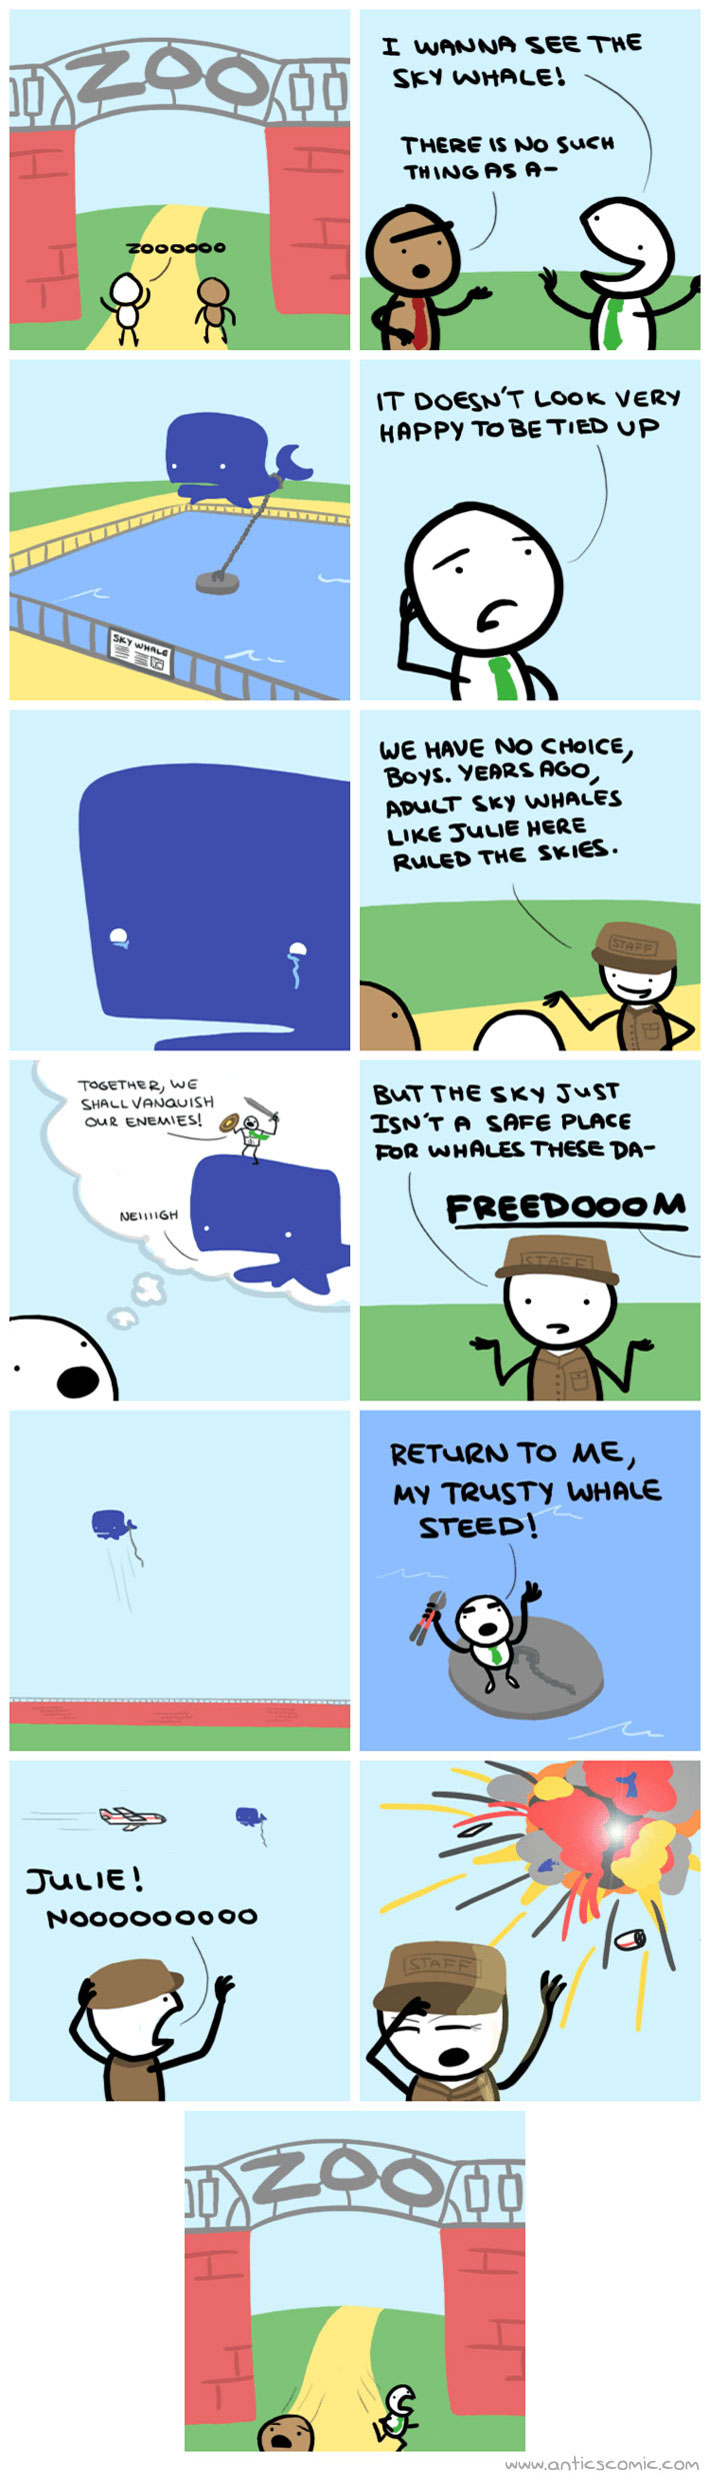 ZOO
ZOOOOOO
I WANNA SEE THE
SKY WHALE!
THERE IS NO SUCH
THING AS A-
SKY WHALE
IT DOESN'T LOOK VERY
HAPPY TO BE TIED UP
WE HAVE NO CHOICE,
BOYS. YEARS AGO,
ADULT SKY WHALES
LIKE JULIE HERE
RULED THE SKIES.
STAFF
TOGETHER, WE
SHALL VANQUISH
OUR ENEMIES!
NEIIIIGH
BUT THE SKY JUST
ISN'T A SAFE PLACE
FOR WHALES THESE DA-
FREEDOOOM
STAFF
RETURN TO ME,
MY TRUSTY WHALE
STEED!
JULIE!
NOOOOOOOOO
STAFF
ZOO
www.anticscomic.com